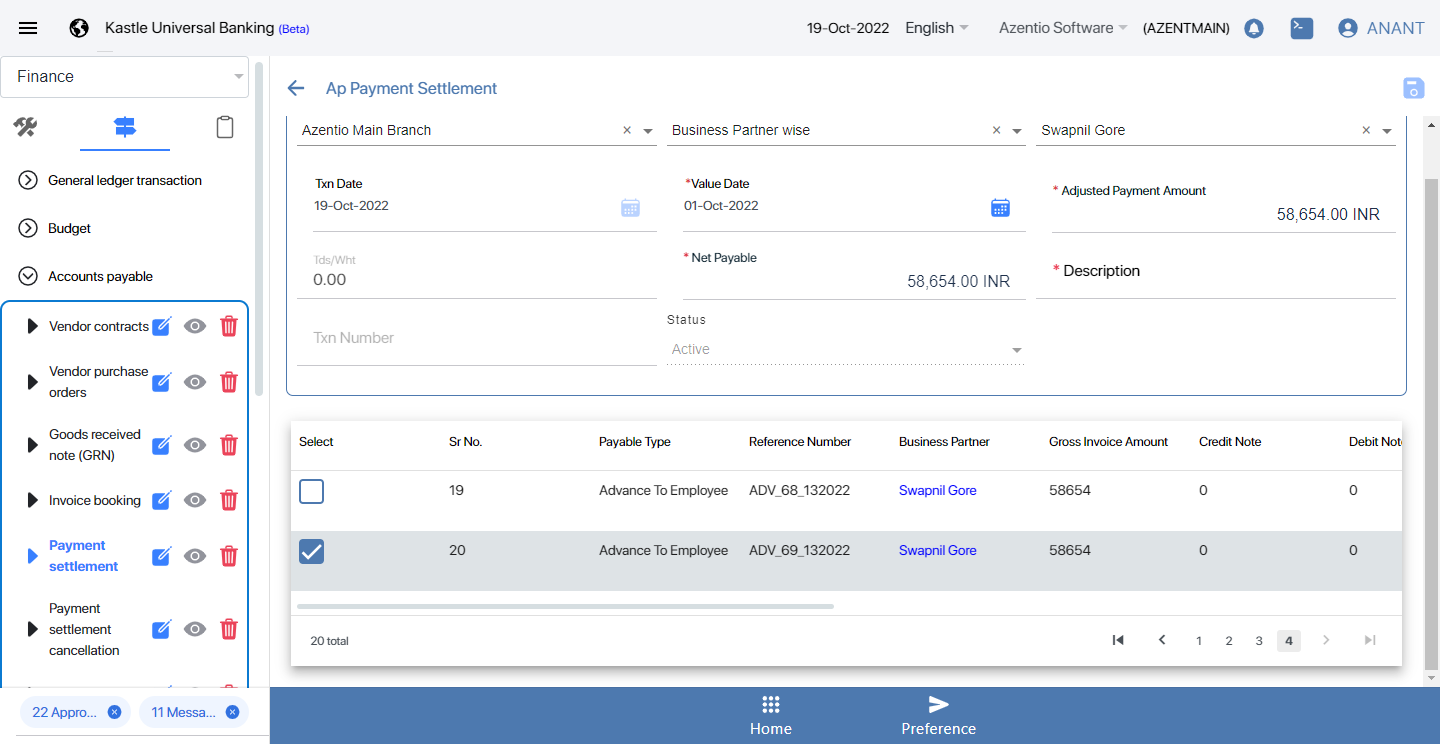 Kastle Universal Banking (Beta)
19-Oct-2022 English Azentio Software (AZENTMAIN) ANANT
Finance
Ap Payment Settlement
Azentio Main Branch × Business Partner wise × Swapnil Gore ×
Txn Date *Value Date * Adjusted Payment Amount
19-Oct-2022 01-Oct-2022 58,654.00 INR
Tds/Wht * Net Payable * Description
0.00 58,654.00 INR
Txn Number Status
Active
General ledger transaction
Budget
Accounts payable
Vendor contracts
Vendor purchase
orders
Goods received
note (GRN)
Invoice booking
Payment
settlement
Payment
settlement
cancellation
Select Sr No. Payable Type Reference Number Business Partner Gross Invoice Amount Credit Note Debit Not
19 Advance To Employee ADV_68_132022 Swapnil Gore 58654 0 0
20 Advance To Employee ADV_69_132022 Swapnil Gore 58654 0 0
20 total 1 2 3 4
22 Appro... 11 Messa...
Home Preference